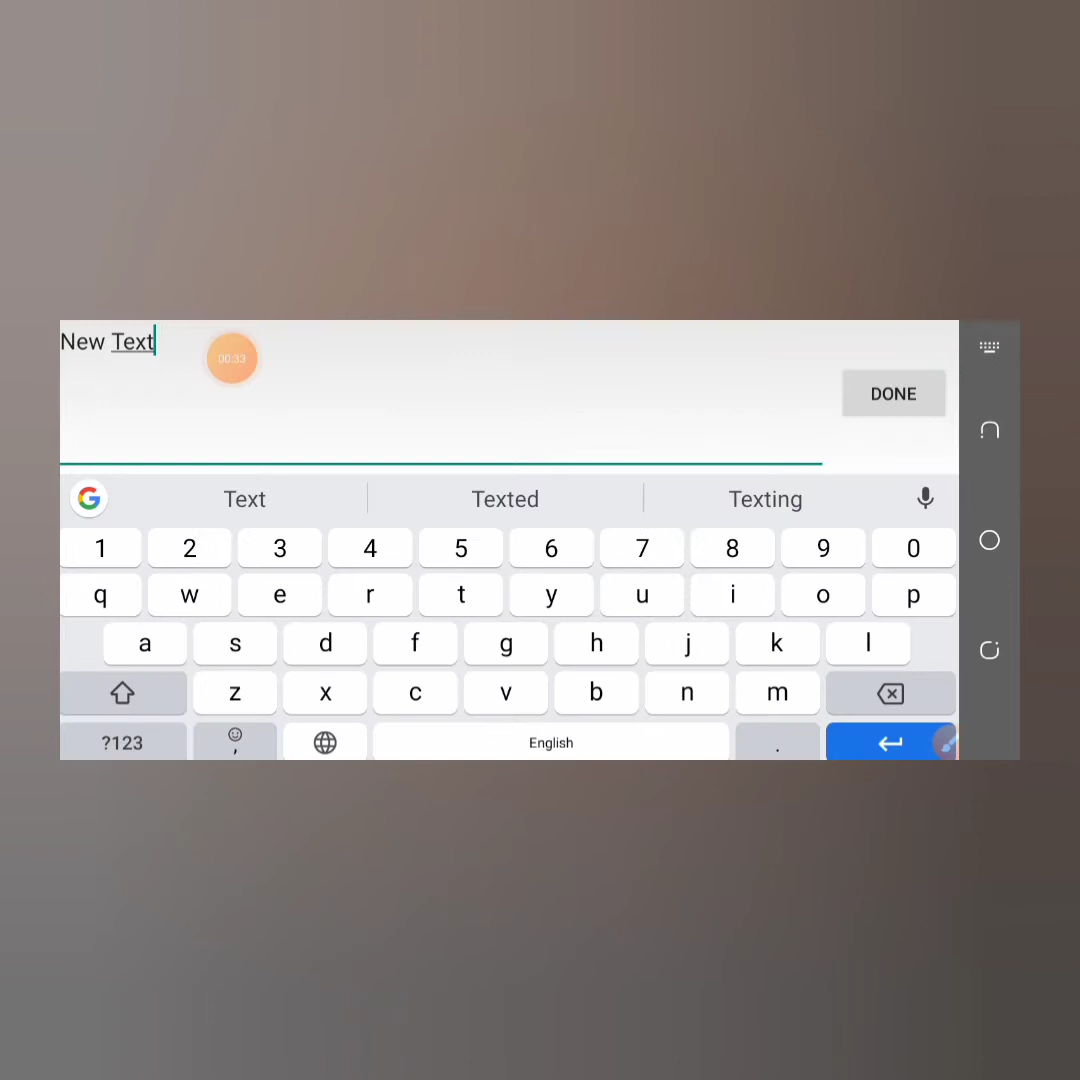 New Text
00:33
DONE
Text Texted Texting
1 2 3 4 5 6 7 8 9 0
q w e r t y u i o p
a s d f g h j k l
z x c v b n m
?123 , English .